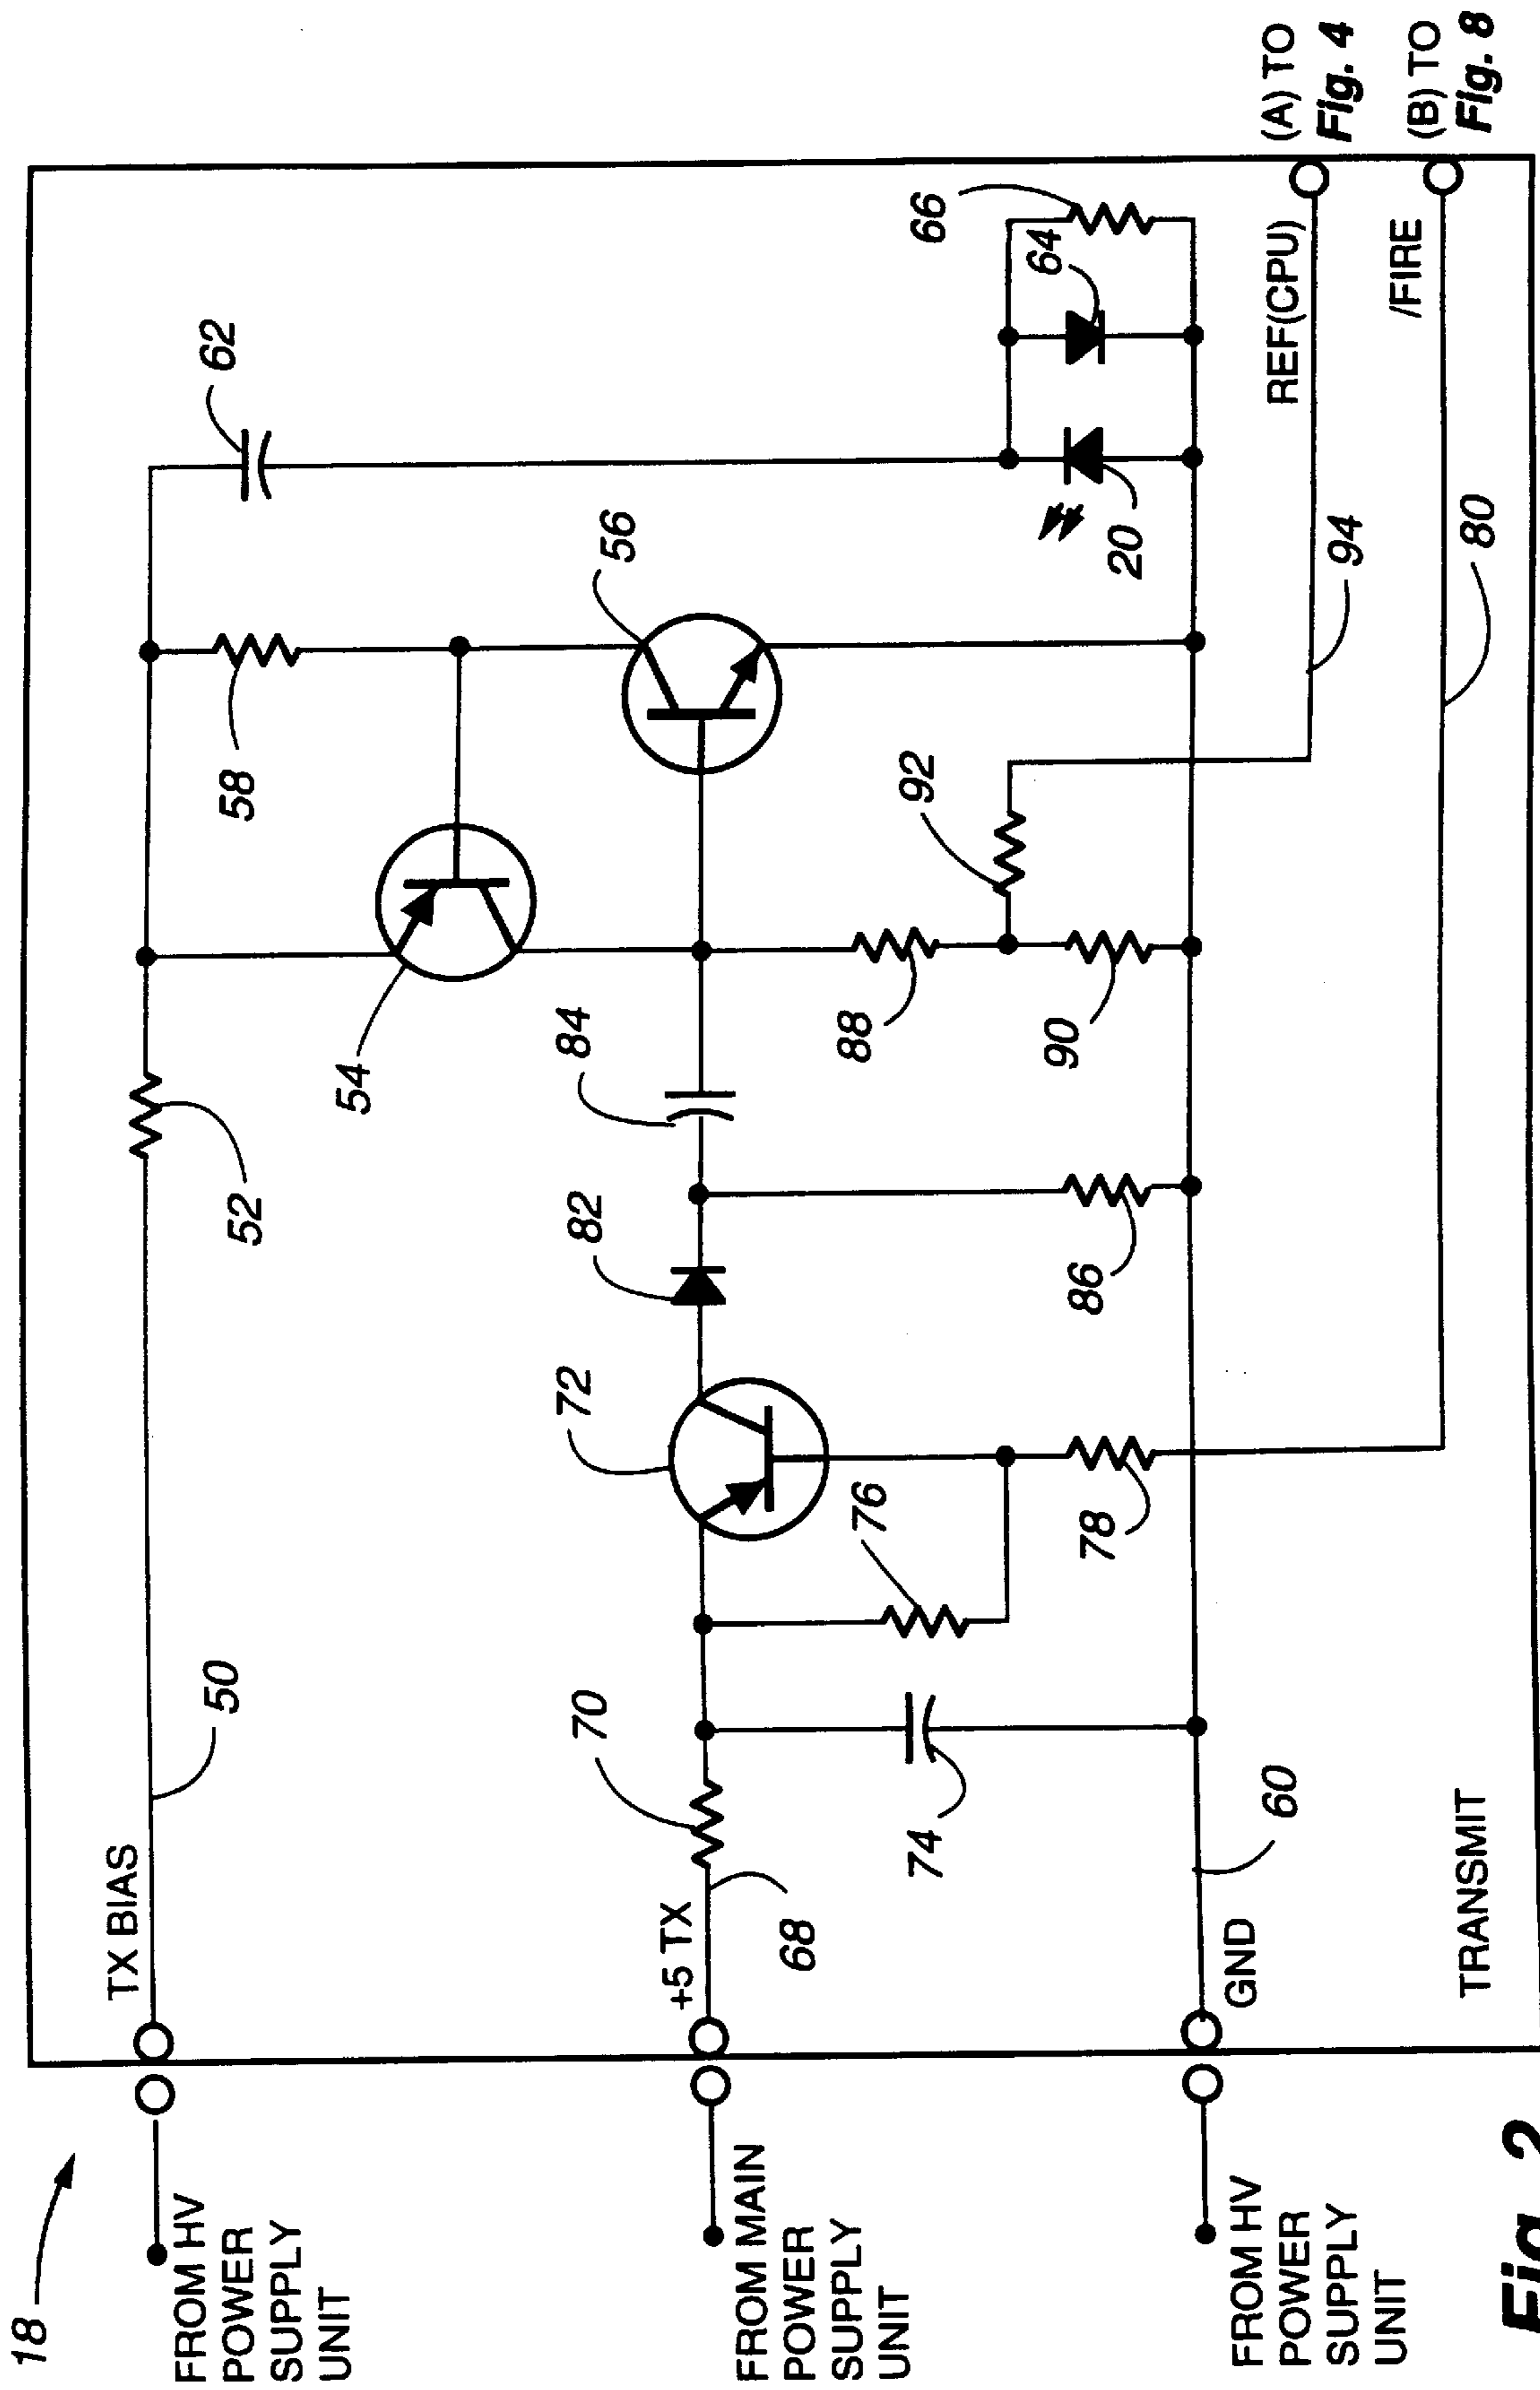 18
FROM HV
POWER
SUPPLY
UNIT
TX BIAS
50
52
54
58
62
FROM MAIN
POWER
SUPPLY
UNIT
+5 TX
68
70
72
82
84
56
74
76
78
86
88
90
92
20
64
66
FROM HV
POWER
SUPPLY
UNIT
GND
60
94
80
REF(CPU)
/FIRE
(A) TO
Fig. 4
(B) TO
Fig. 8
TRANSMIT
Fig. 2